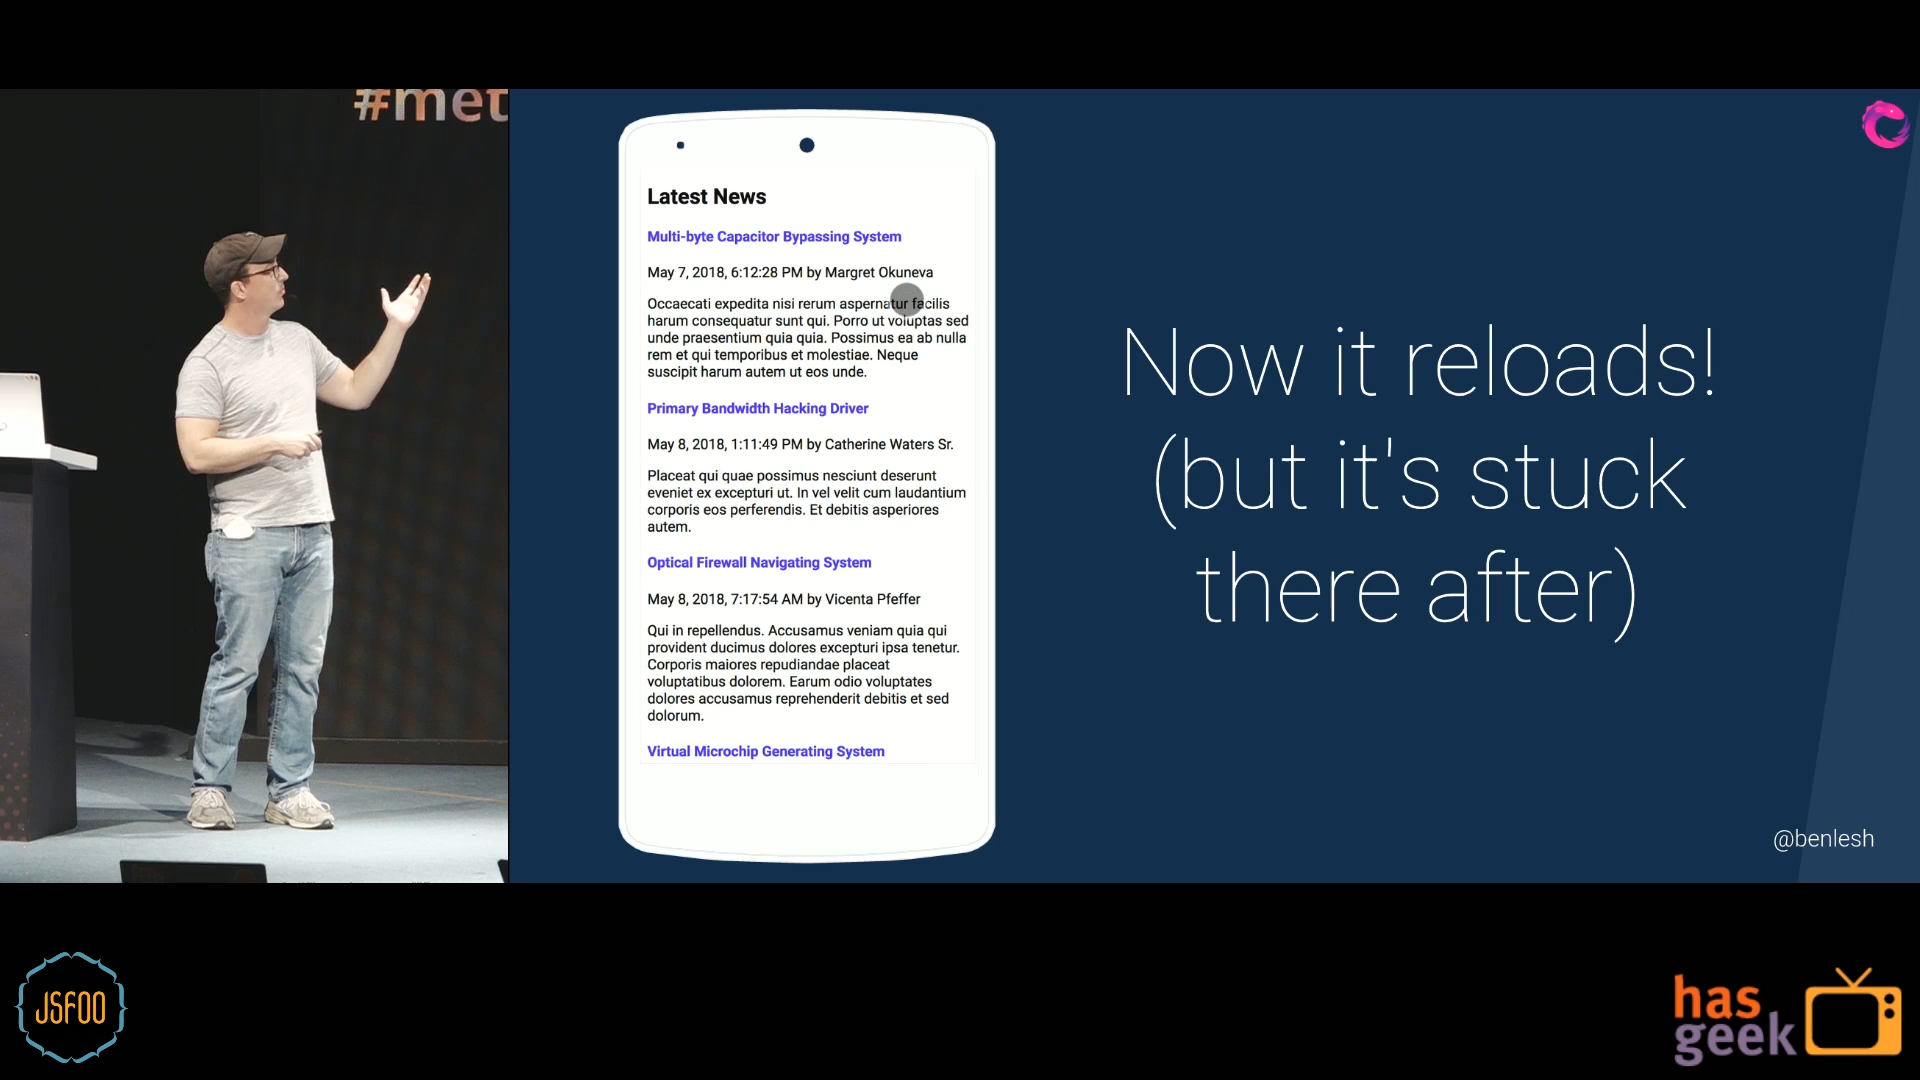 #met
Latest News
Multi-byte Capacitor Bypassing System
May 7, 2018, 6:12:28 PM by Margret Okuneva
Occaecati expedita nisi rerum aspernatur facilis
harum consequatur sunt qui. Porro ut voluptas sed
unde praesentium quia quia. Possimus ea ab nulla
rem et qui temporibus et molestiae. Neque
suscipit harum autem ut eos unde.
Primary Bandwidth Hacking Driver
May 8, 2018, 1:11:49 PM by Catherine Waters Sr.
Placeat qui quae possimus nesciunt deserunt
eveniet ex excepturi ut. In vel velit cum laudantium
corporis eos perferendis. Et debitis asperiores
autem.
Optical Firewall Navigating System
May 8, 2018, 7:17:54 AM by Vicenta Pfeffer
Qui in repellendus. Accusamus veniam quia qui
provident ducimus dolores excepturi ipsa tenetur.
Corporis maiores repudiandae placeat
voluptatibus dolorem. Earum odio voluptates
dolores accusamus reprehenderit debitis et sed
dolorum.
Virtual Microchip Generating System
Now it reloads!
(but it's stuck
there after)
@benlesh
JSFOO
has
geek